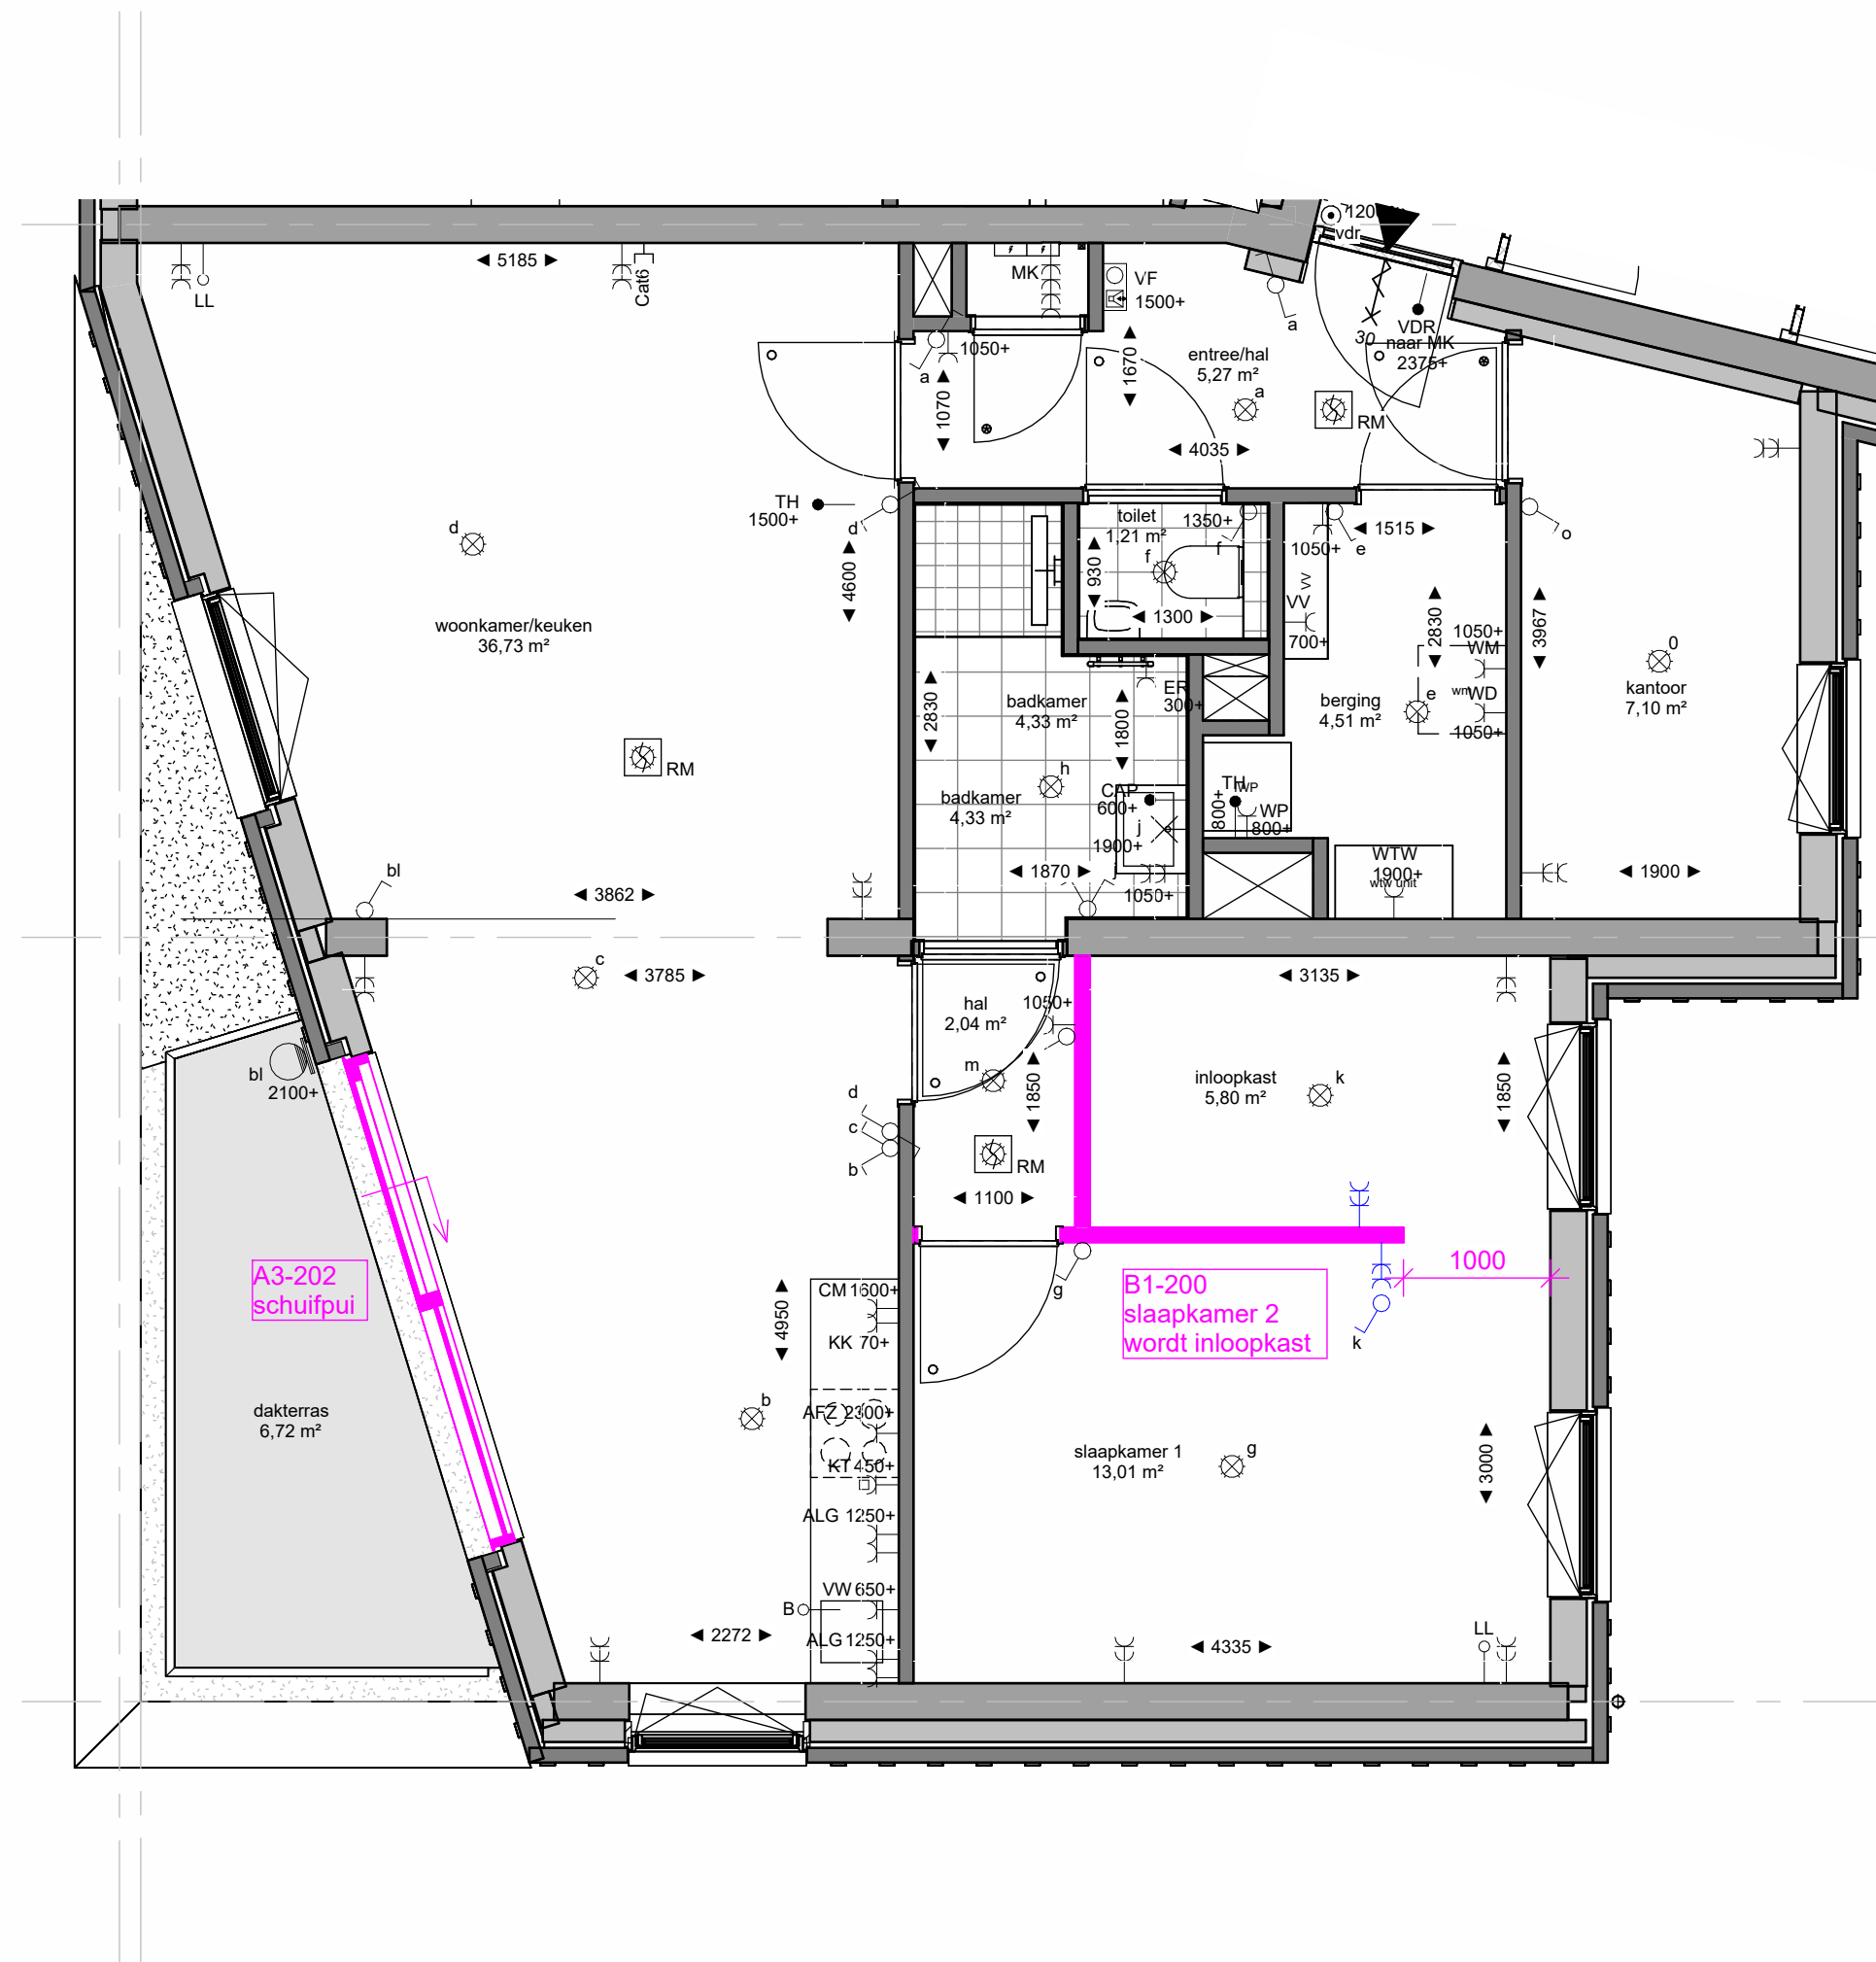 120
vdr
5185
LL
Cat6
MK
VF
1500+
a
VDR
naar MK
2375+
30
1050+
a
1070
1670
entree/hal
5,27 m²
a
RM
4035
TH
1500+
d
d
4600
toilet
1,21 m²
1350+
f
f
930
1300
1050+
e
1515
o
VV
VV
700+
2830
3967
1050+
WM
wm
WD
1050+
e
0
kantoor
7,10 m²
woonkamer/keuken
36,73 m²
2830
badkamer
4,33 m²
1800
ER
300+
berging
4,51 m²
RM
h
badkamer
4,33 m²
CAP
600+
j
1900+
TH
WP
800+
WP
800+
WTW
1900+
wtw unit
bl
3862
1870
j
1050+
1900
c
3785
3135
hal
2,04 m²
1050+
m
1850
inloopkast
5,80 m²
k
1850
bl
2100+
d
c
b
RM
1100
A3-202
schuifpui
g
B1-200
slaapkamer 2
wordt inloopkast
1000
k
4950
CM 1600+
KK 70+
b
AFZ 2300+
KT 450+
ALG 1250+
dakterras
6,72 m²
slaapkamer 1
13,01 m²
g
3000
VW 650+
B
ALG 1250+
2272
4335
LL